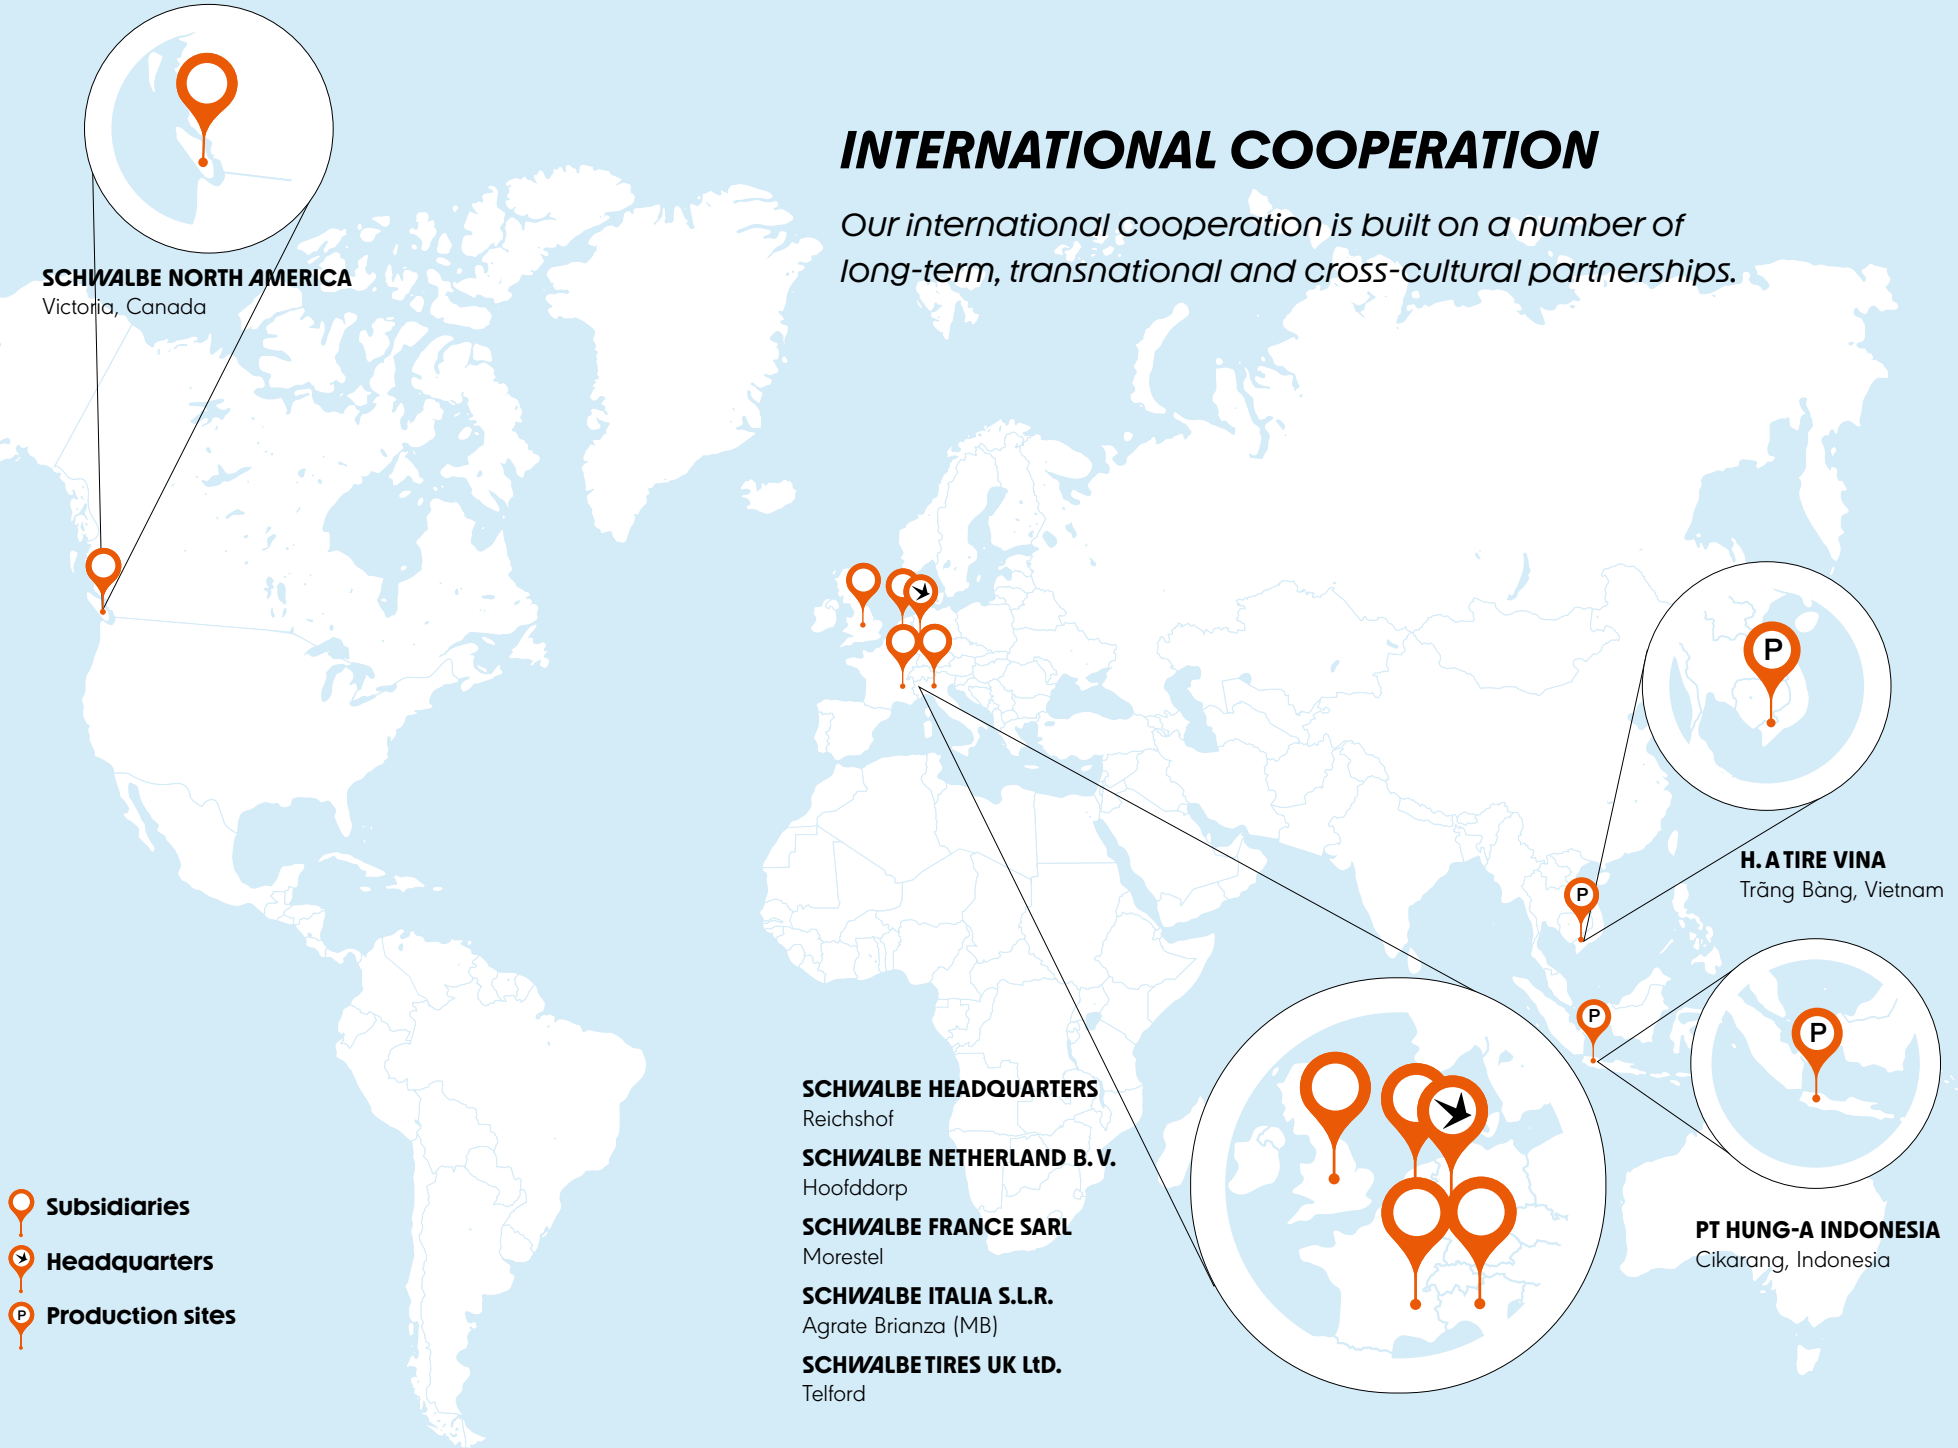 INTERNATIONAL COOPERATION
Our international cooperation is built on a number of
long-term, transnational and cross-cultural partnerships.
SCHWALBE NORTH AMERICA
Victoria, Canada
P
H. A TIRE VINA
Trãng Bàng, Vietnam
P
P
P
PT HUNG-A INDONESIA
Cikarang, Indonesia
SCHWALBE HEADQUARTERS
Reichshof
SCHWALBE NETHERLAND B. V.
Hoofddorp
SCHWALBE FRANCE SARL
Morestel
SCHWALBE ITALIA S.L.R.
Agrate Brianza (MB)
SCHWALBE TIRES UK LtD.
Telford
Subsidiaries
Headquarters
P Production sites